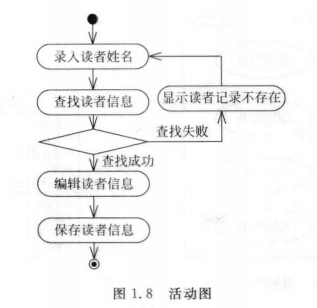 录入读者姓名
查找读者信息
显示读者记录不存在
查找失败
查找成功
编辑读者信息
保存读者信息
图 1.8 活动图